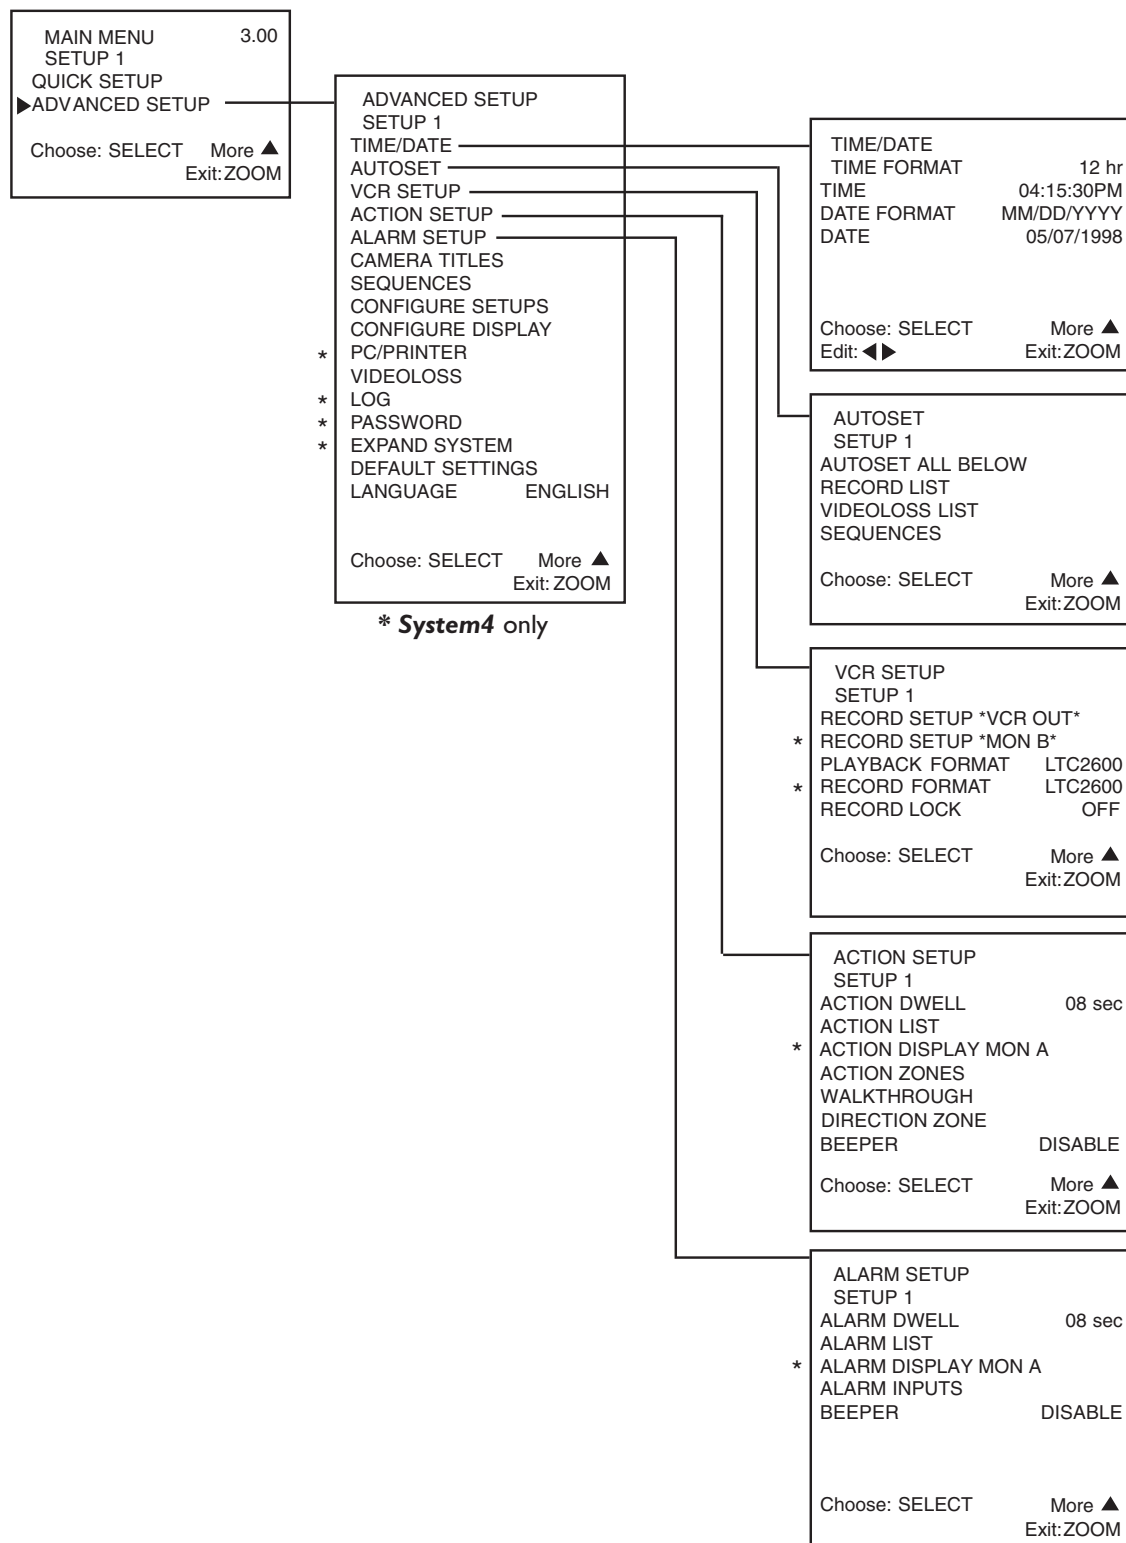 MAIN MENU 3.00
SETUP 1
QUICK SETUP
▶ADVANCED SETUP
Choose: SELECT More ▲
Exit:ZOOM
ADVANCED SETUP
SETUP 1
TIME/DATE
AUTOSET
VCR SETUP
ACTION SETUP
ALARM SETUP
CAMERA TITLES
SEQUENCES
CONFIGURE SETUPS
CONFIGURE DISPLAY
* PC/PRINTER
VIDEOLOSS
* LOG
* PASSWORD
* EXPAND SYSTEM
DEFAULT SETTINGS
LANGUAGE ENGLISH
Choose: SELECT More ▲
Exit:ZOOM
* System4 only
TIME/DATE
TIME FORMAT 12 hr
TIME 04:15:30PM
DATE FORMAT MM/DD/YYYY
DATE 05/07/1998
Choose: SELECT More ▲
Edit: ◀▶ Exit:ZOOM
AUTOSET
SETUP 1
AUTOSET ALL BELOW
RECORD LIST
VIDEOLOSS LIST
SEQUENCES
Choose: SELECT More ▲
Exit:ZOOM
VCR SETUP
SETUP 1
RECORD SETUP *VCR OUT*
* RECORD SETUP *MON B*
PLAYBACK FORMAT LTC2600
* RECORD FORMAT LTC2600
RECORD LOCK OFF
Choose: SELECT More ▲
Exit:ZOOM
ACTION SETUP
SETUP 1
ACTION DWELL 08 sec
ACTION LIST
* ACTION DISPLAY MON A
ACTION ZONES
WALKTHROUGH
DIRECTION ZONE
BEEPER DISABLE
Choose: SELECT More ▲
Exit:ZOOM
ALARM SETUP
SETUP 1
ALARM DWELL 08 sec
ALARM LIST
* ALARM DISPLAY MON A
ALARM INPUTS
BEEPER DISABLE
Choose: SELECT More ▲
Exit:ZOOM